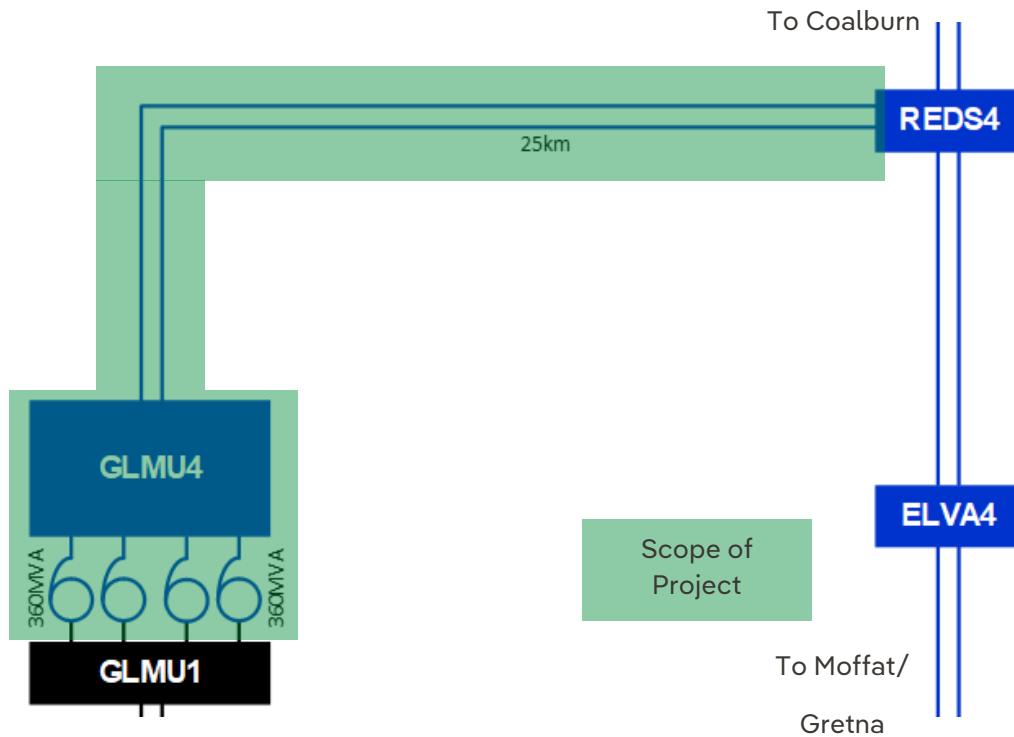 To Coalburn
REDS4
25km
GLMU4
ELVA4
Scope of
Project
360MVA
360MVA
GLMU1
To Moffat/
Gretna